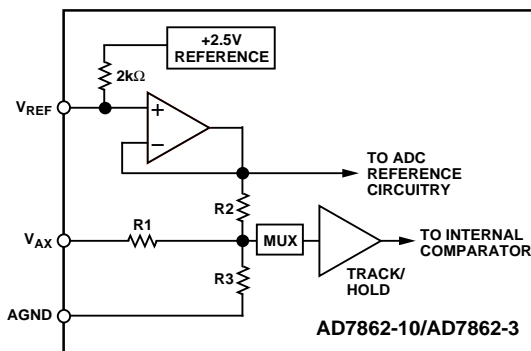 +2.5V
REFERENCE
2kΩ
VREF
+
−
TO ADC
REFERENCE
CIRCUITRY
R2
R1
VAX
MUX
TO INTERNAL
COMPARATOR
TRACK/
HOLD
R3
AGND
AD7862-10/AD7862-3